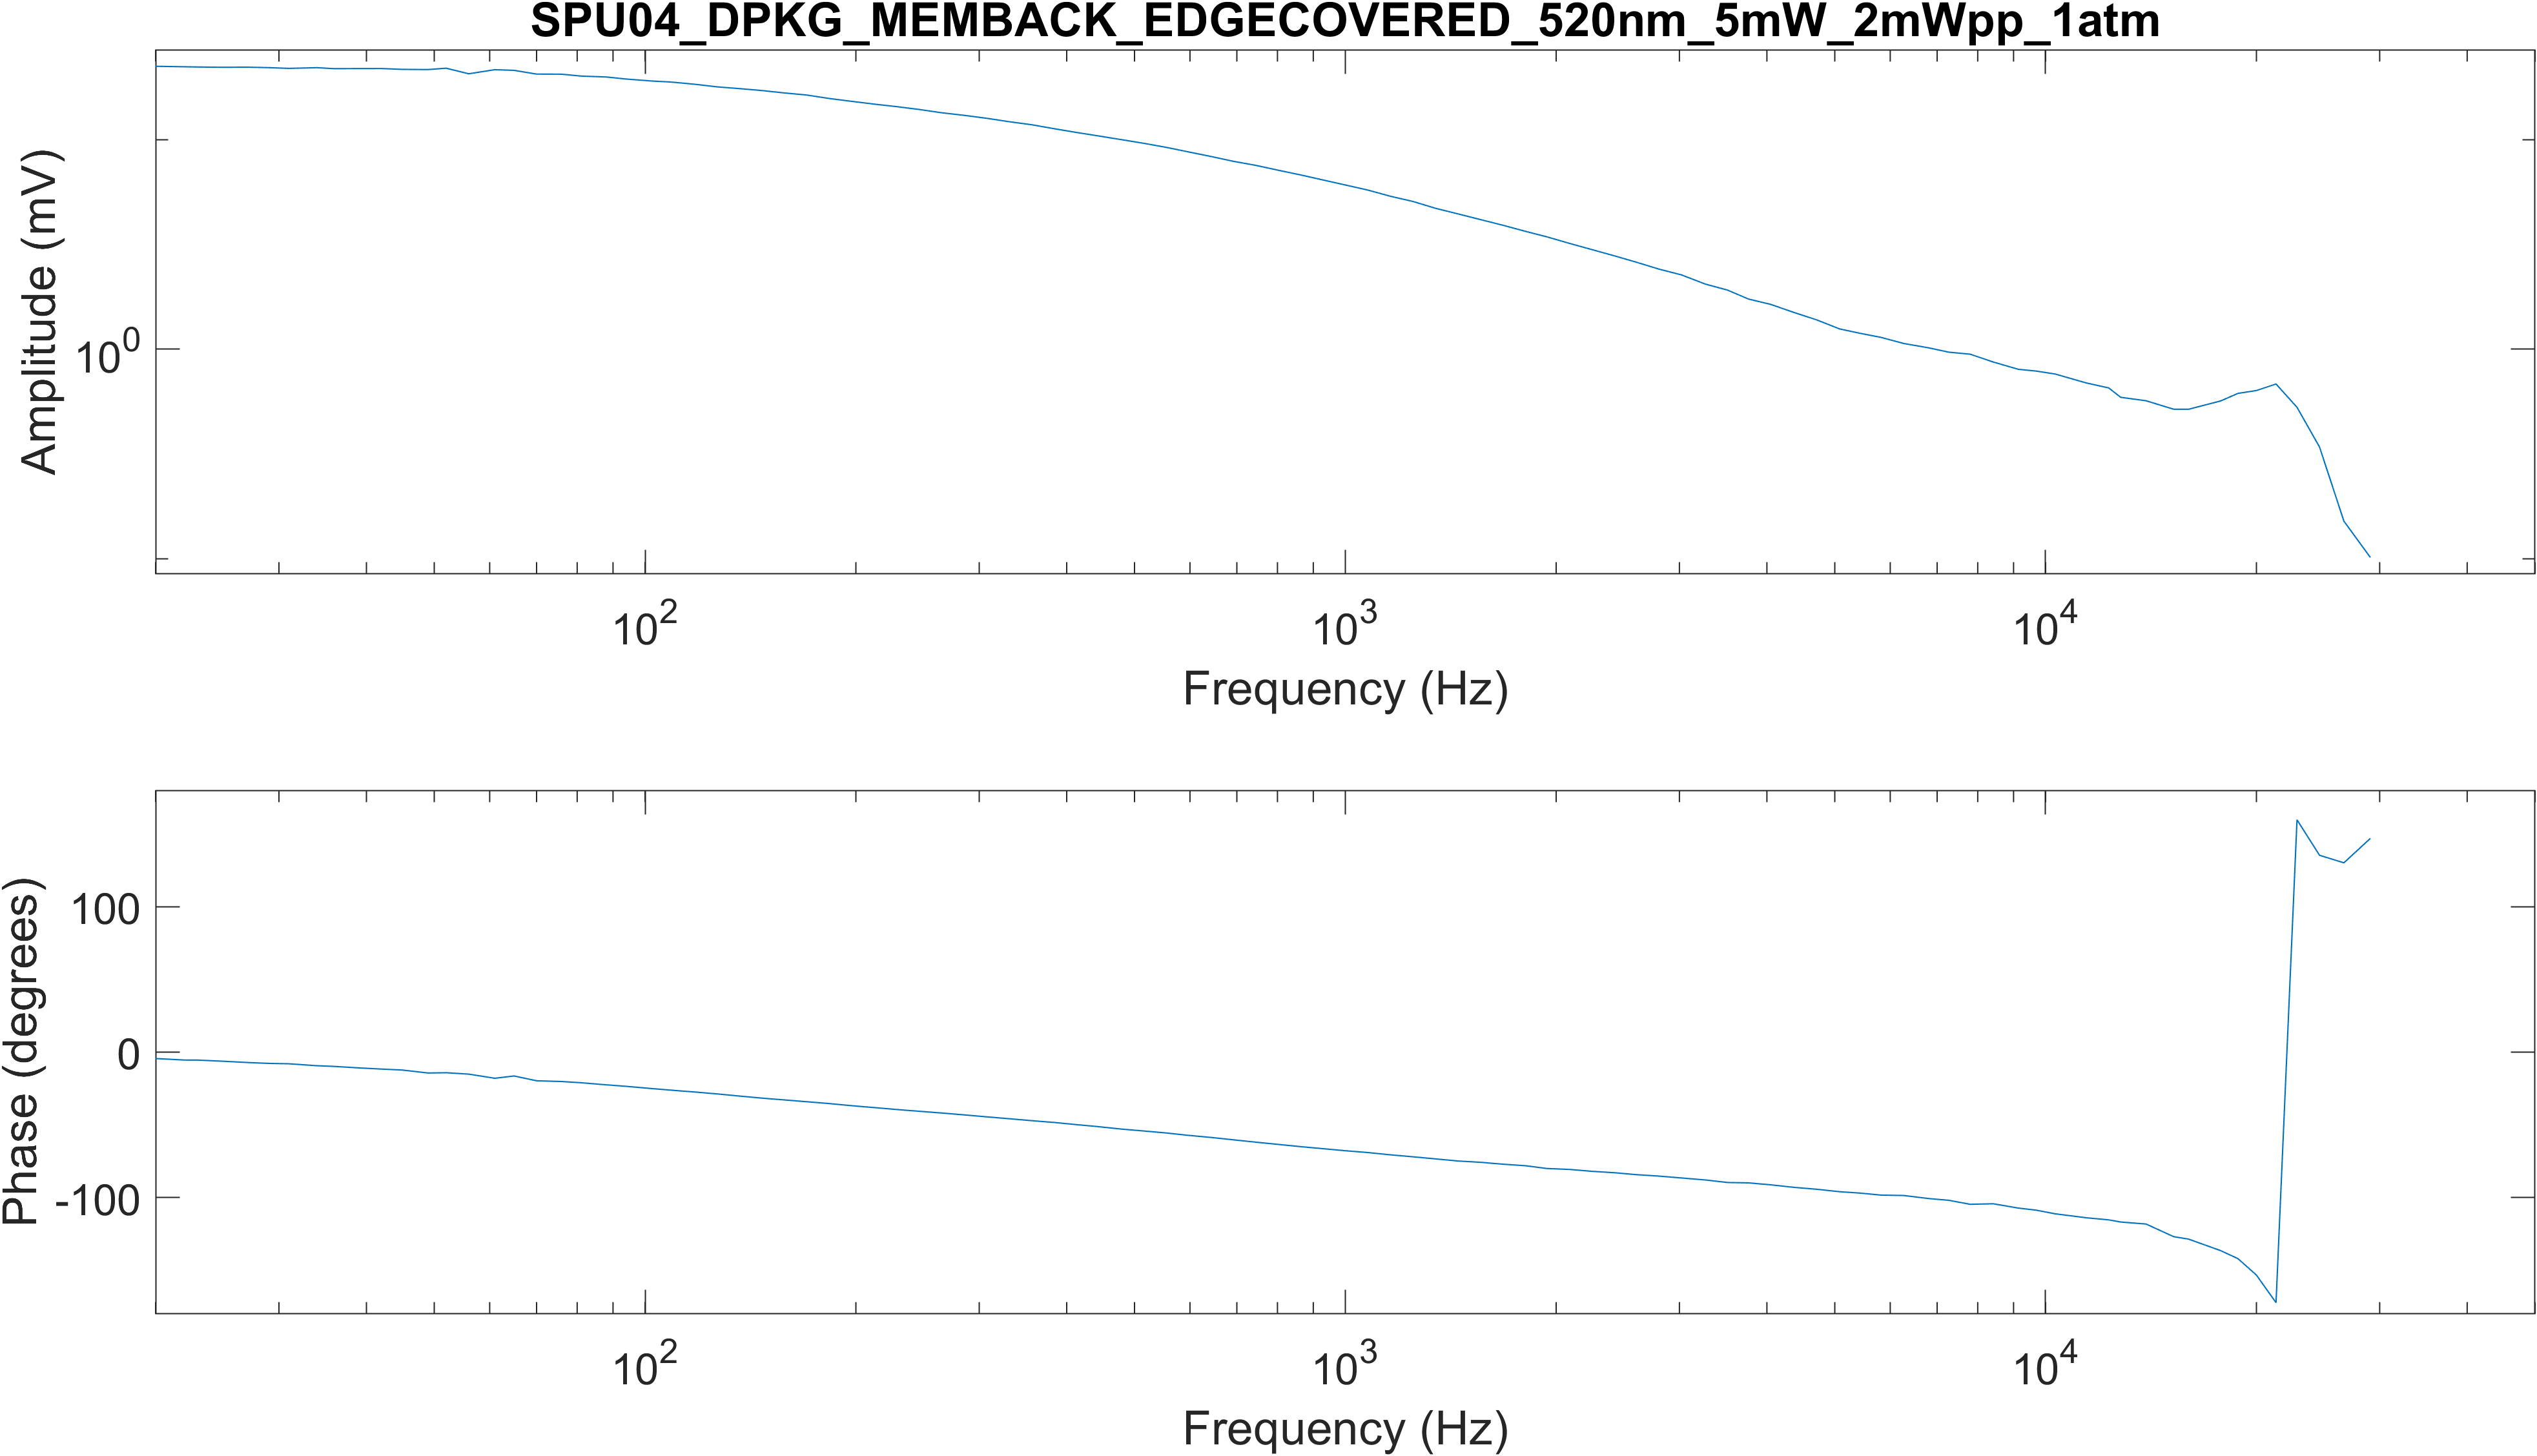 SPU04_DPKG_MEMBACK_EDGECOVERED_520nm_5mW_2mWpp_1atm
Amplitude (mV)
10^0
10^2 10^3 10^4
Frequency (Hz)
Phase (degrees)
100
0
-100
10^2 10^3 10^4
Frequency (Hz)